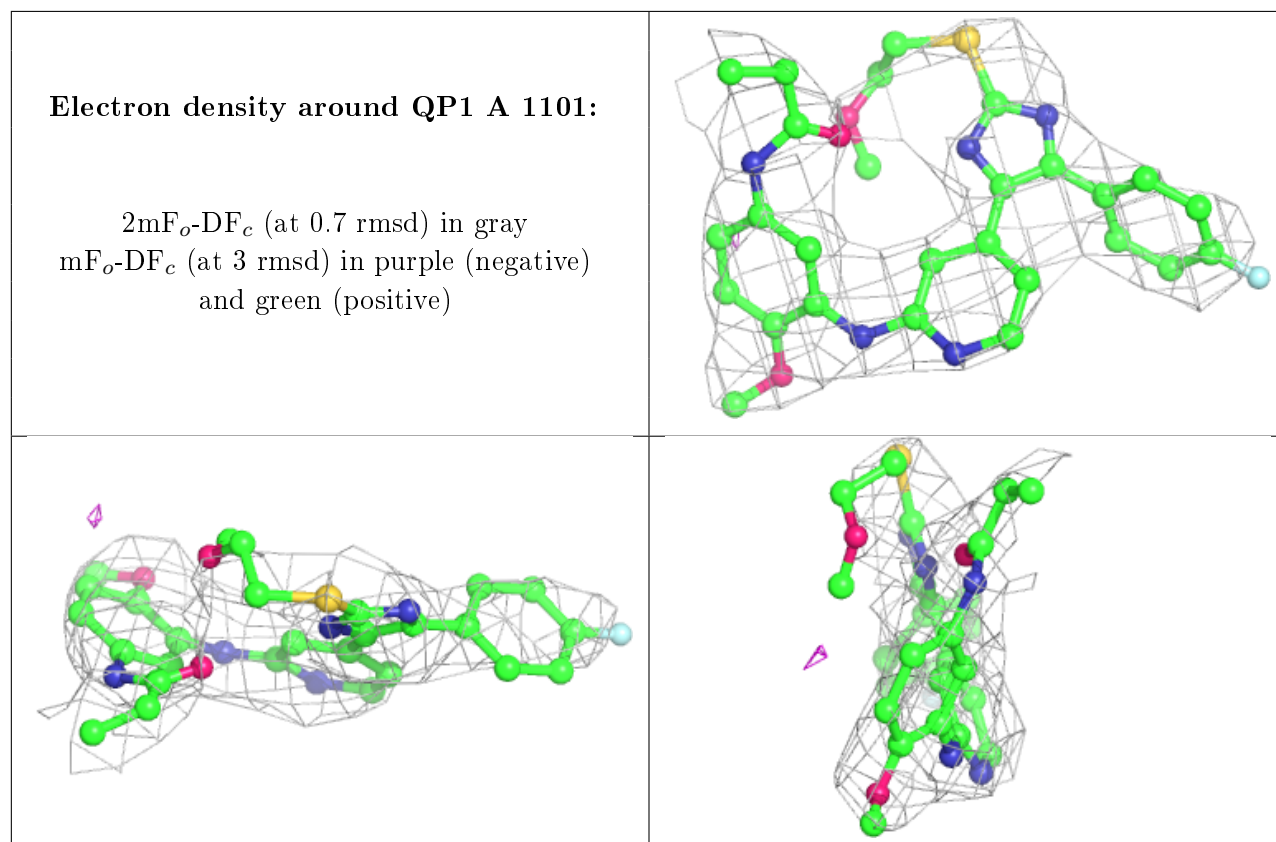 Electron density around QP1 A 1101:
2mFo-DFc (at 0.7 rmsd) in gray
mFo-DFc (at 3 rmsd) in purple (negative)
and green (positive)